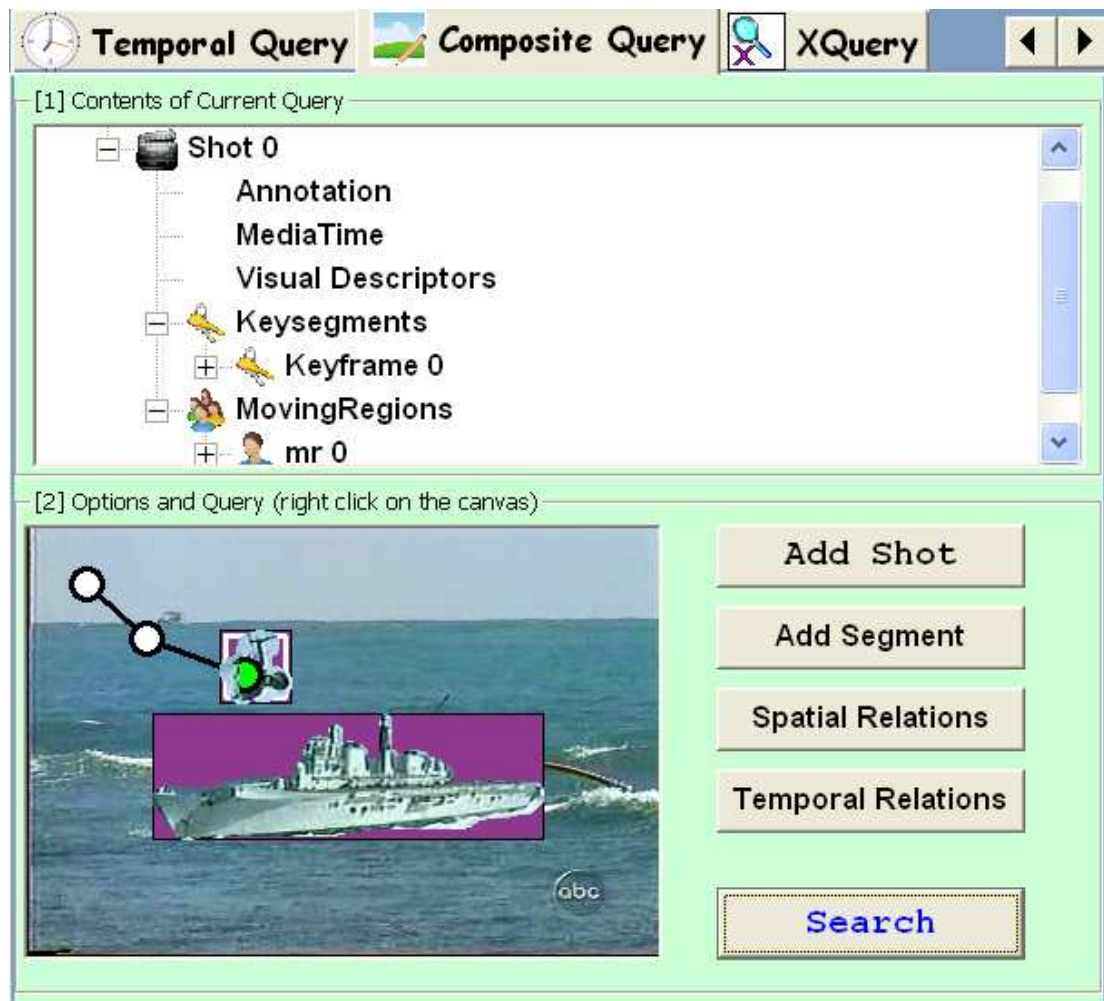 Temporal Query
Composite Query
XQuery
[1] Contents of Current Query
Shot 0
Annotation
MediaTime
Visual Descriptors
Keysegments
Keyframe 0
MovingRegions
mr 0
[2] Options and Query (right click on the canvas)
Add Shot
Add Segment
Spatial Relations
Temporal Relations
abc
Search